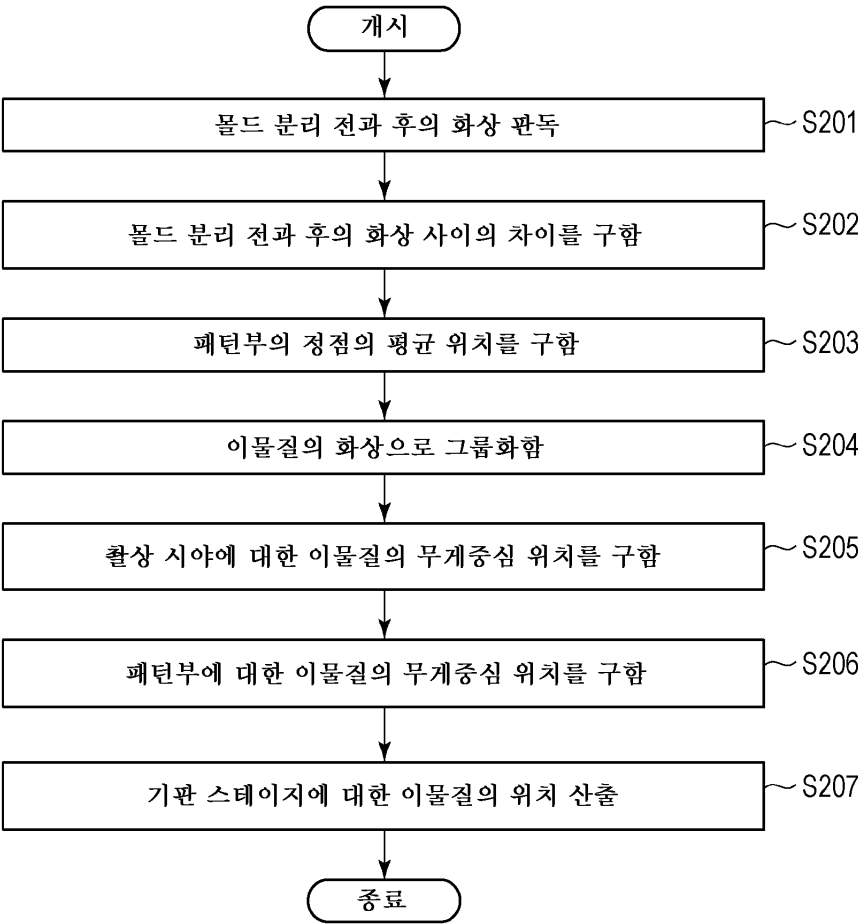 개시
몰드 분리 전과 후의 화상 판독
S201
몰드 분리 전과 후의 화상 사이의 차이를 구함
S202
패턴부의 정점의 평균 위치를 구함
S203
이물질의 화상으로 그룹화함
S204
촬상 시야에 대한 이물질의 무게중심 위치를 구함
S205
패턴부에 대한 이물질의 무게중심 위치를 구함
S206
기판 스테이지에 대한 이물질의 위치 산출
S207
종료